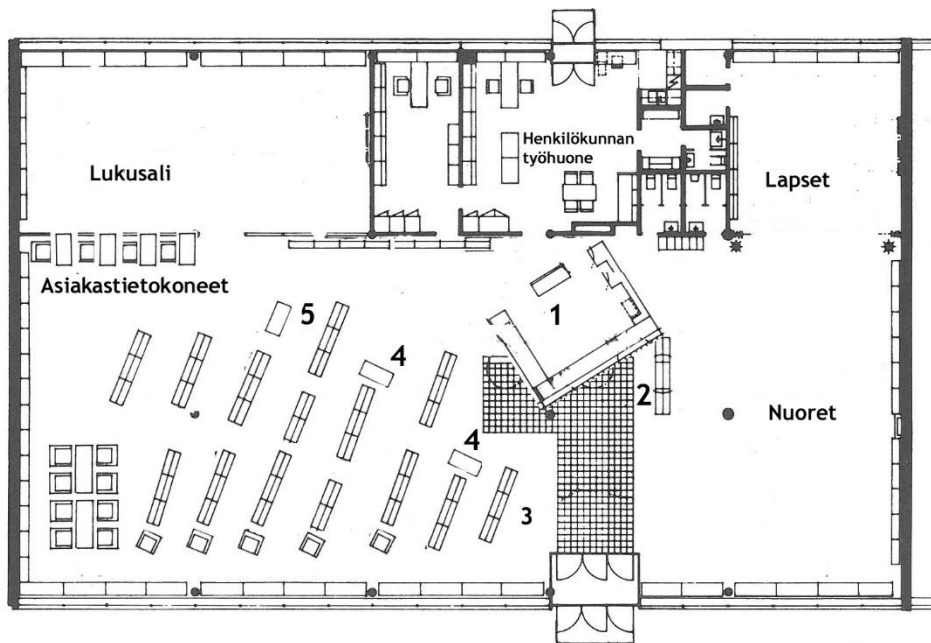 Henkilökunnan
työhuone
Lukusali
Lapset
Asiakastietokoneet
5
1
4
2
Nuoret
4
3